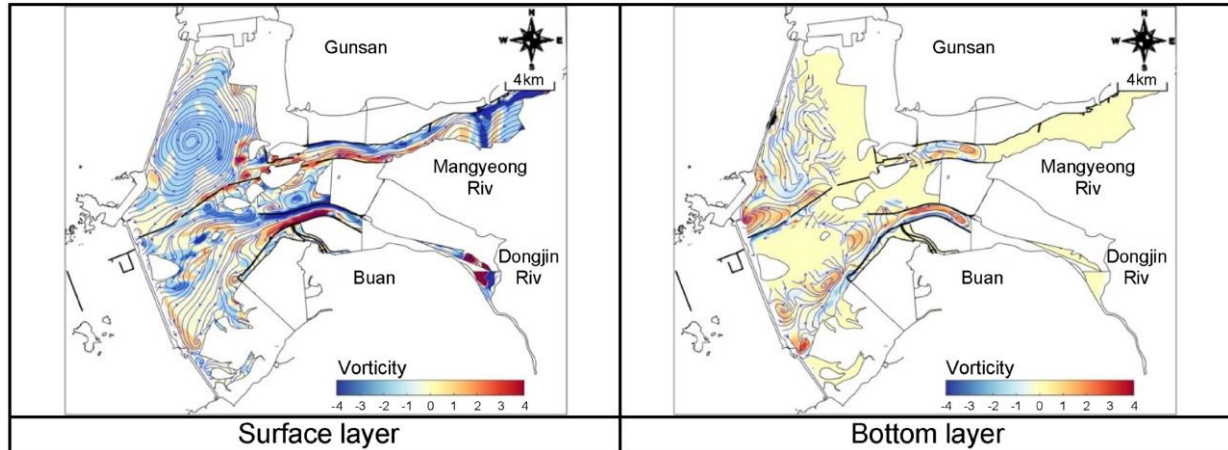 Gunsan
N
W E
S
4km
Mangyeong
Riv
Dongjin
Riv
Buan
Vorticity
-4 -3 -2 -1 0 1 2 3 4
Surface layer
Gunsan
N
W E
S
4km
Mangyeong
Riv
Dongjin
Riv
Buan
Vorticity
-4 -3 -2 -1 0 1 2 3 4
Bottom layer